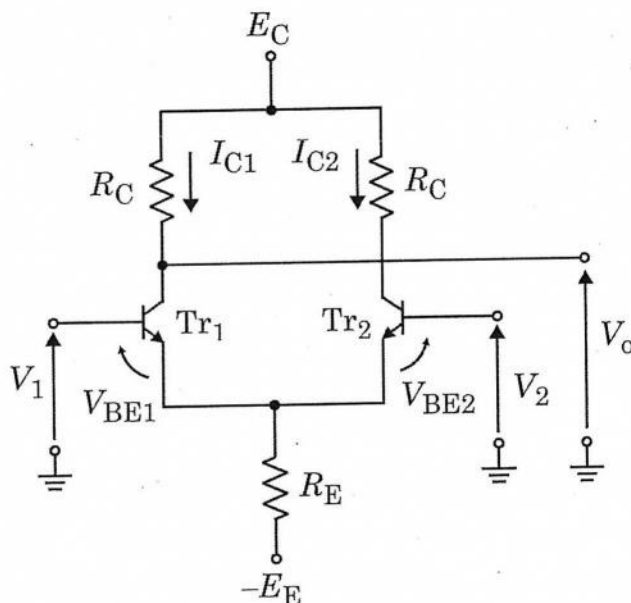 E_C
I_C1 I_C2
R_C R_C
Tr_1 Tr_2
V_1 V_BE1 V_BE2 V_2 V_o
R_E
-E_E